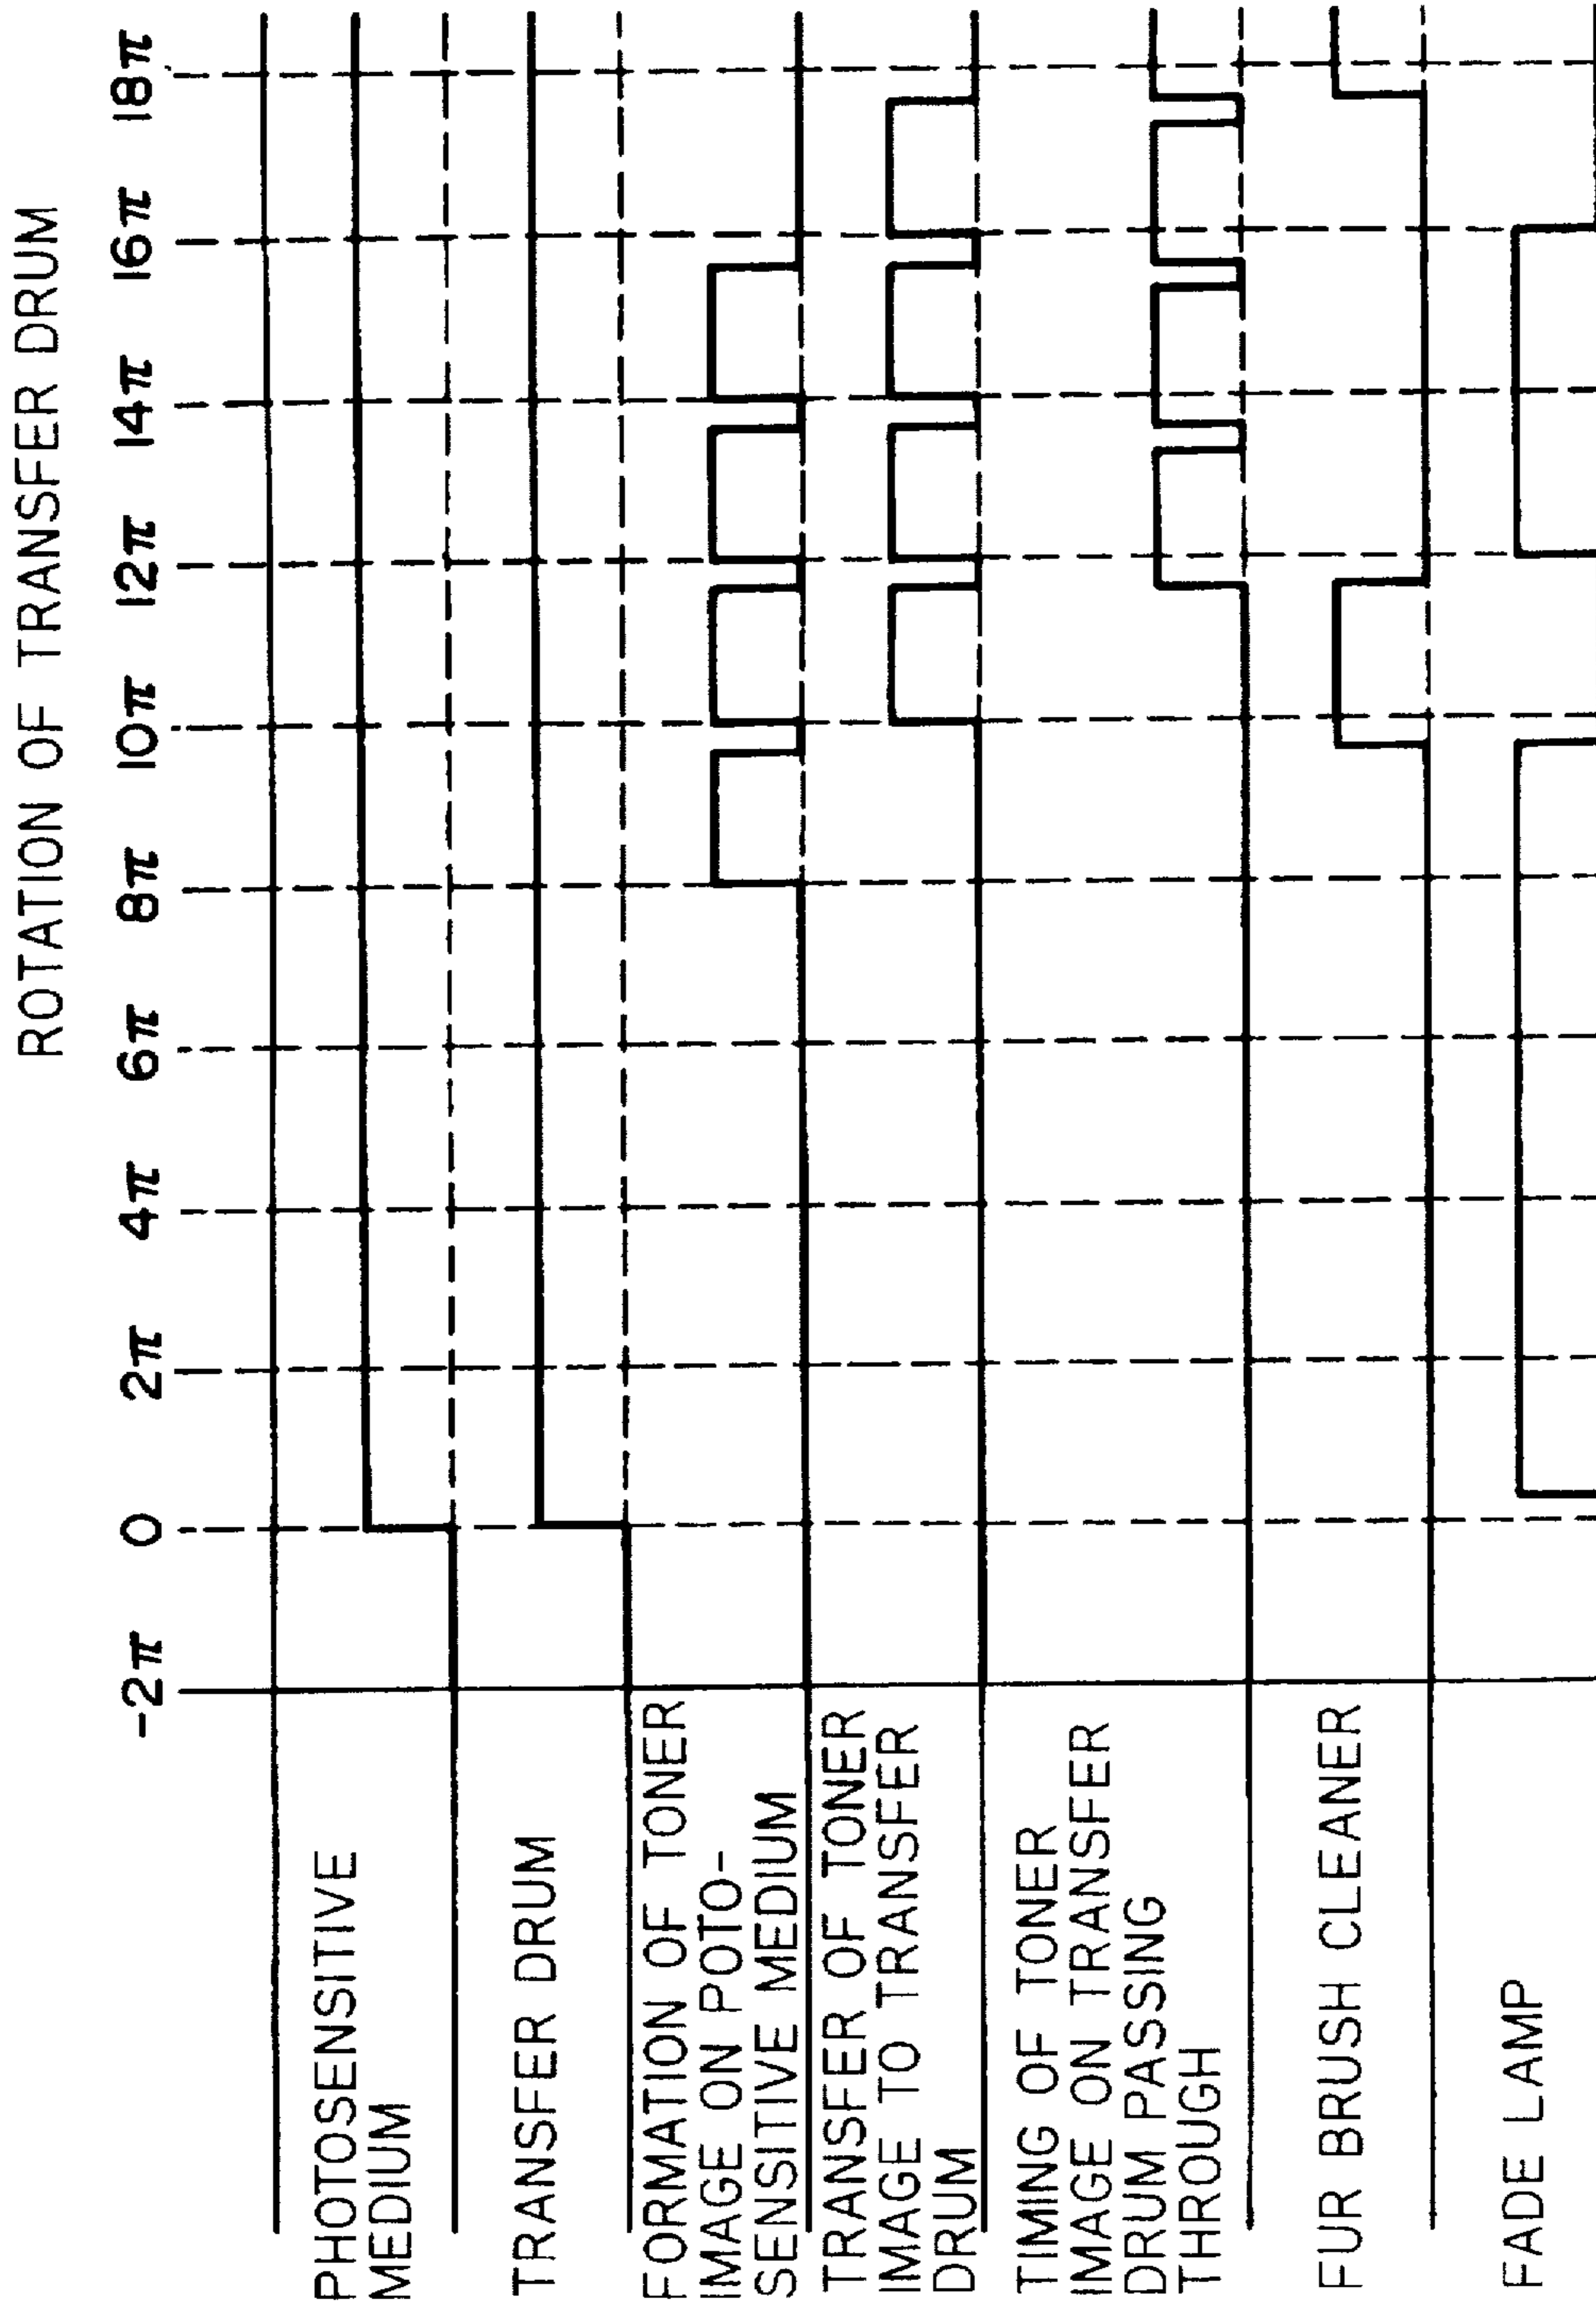 ROTATION OF TRANSFER DRUM
-2π 0 2π 4π 6π 8π 10π 12π 14π 16π 18π
PHOTOSENSITIVE
MEDIUM
TRANSFER DRUM
FORMATION OF TONER
IMAGE ON POTO-
SENSITIVE MEDIUM
TRANSFER OF TONER
IMAGE TO TRANSFER
DRUM
TIMING OF TONER
IMAGE ON TRANSFER
DRUM PASSING
THROUGH
FUR BRUSH CLEANER
FADE LAMP